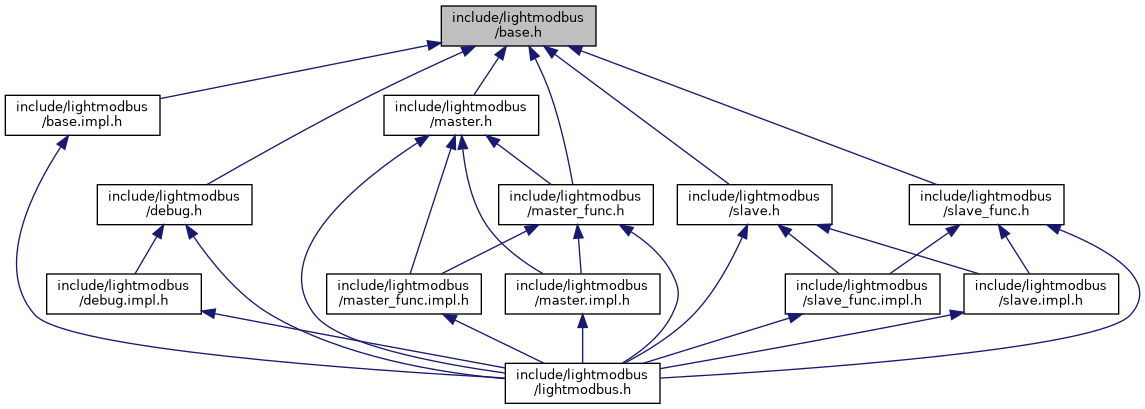 include/lightmodbus
/base.h
include/lightmodbus
/base.impl.h
include/lightmodbus
/master.h
include/lightmodbus
/debug.h
include/lightmodbus
/master_func.h
include/lightmodbus
/slave.h
include/lightmodbus
/slave_func.h
include/lightmodbus
/debug.impl.h
include/lightmodbus
/master_func.impl.h
include/lightmodbus
/master.impl.h
include/lightmodbus
/slave_func.impl.h
include/lightmodbus
/slave.impl.h
include/lightmodbus
/lightmodbus.h